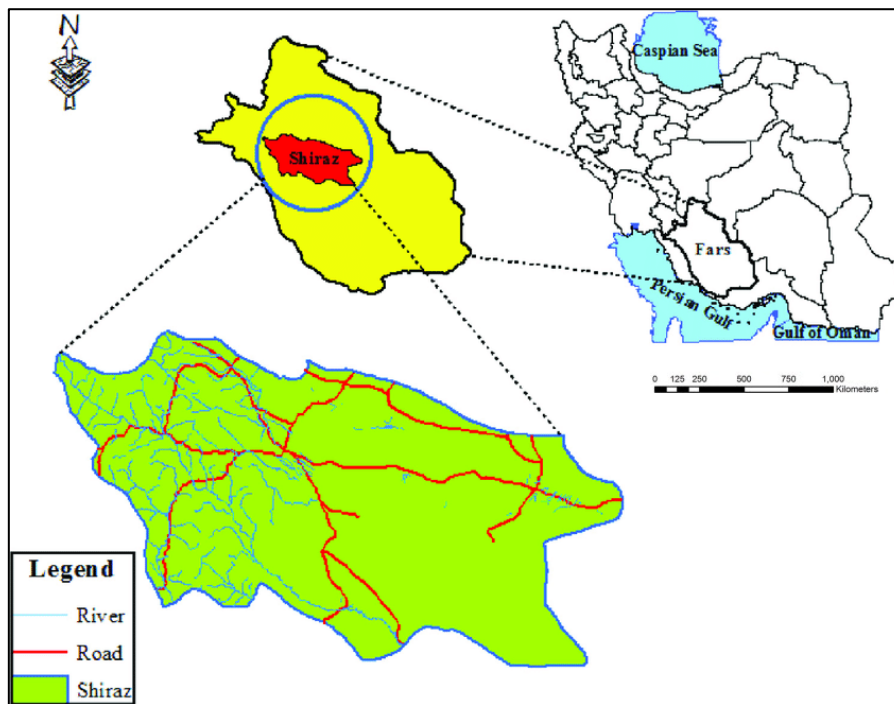 N
Caspian Sea
Shiraz
Fars
Persian Gulf
Gulf of Oman
0 125 250 500 750 1,000
Kilometers
Legend
River
Road
Shiraz